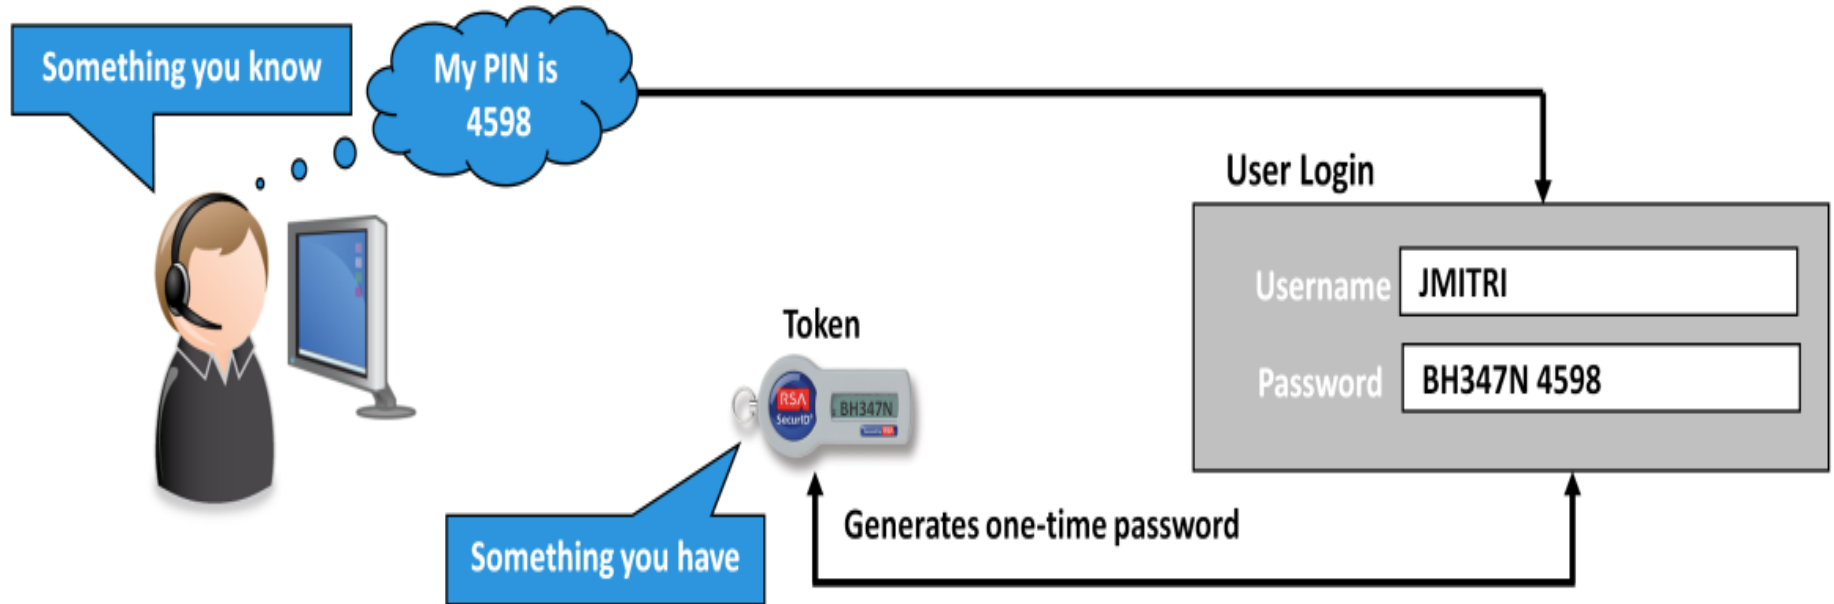 Something you know
My PIN is
4598
User Login
Username
JMITRI
Password
BH347N 4598
Token
RSA
SecurID
BH347N
Generates one-time password
Something you have